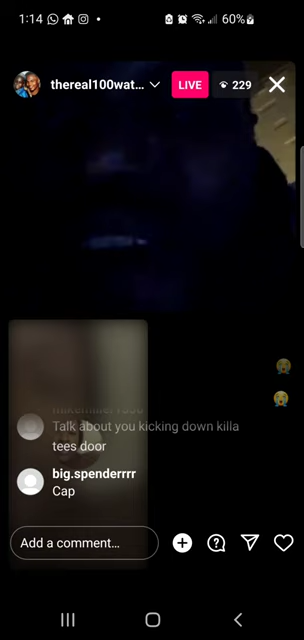 1:14
60%
thereal100wat...
LIVE
229
Talk about you kicking down killa
tees door
big.spenderrrr
Cap
Add a comment...